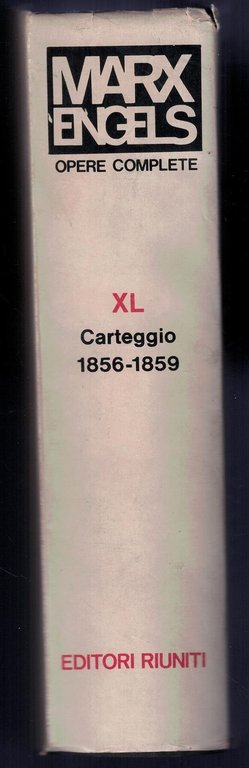 MARX
ENGELS
OPERE COMPLETE
XL
Carteggio
1856-1859
EDITORI RIUNITI